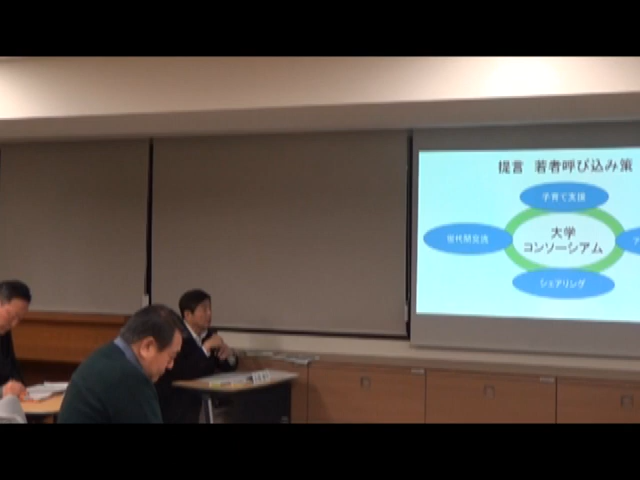 提言 若者呼び込み策
子育て支援
世代間交流
大学
コンソーシアム
ア
シェアリング